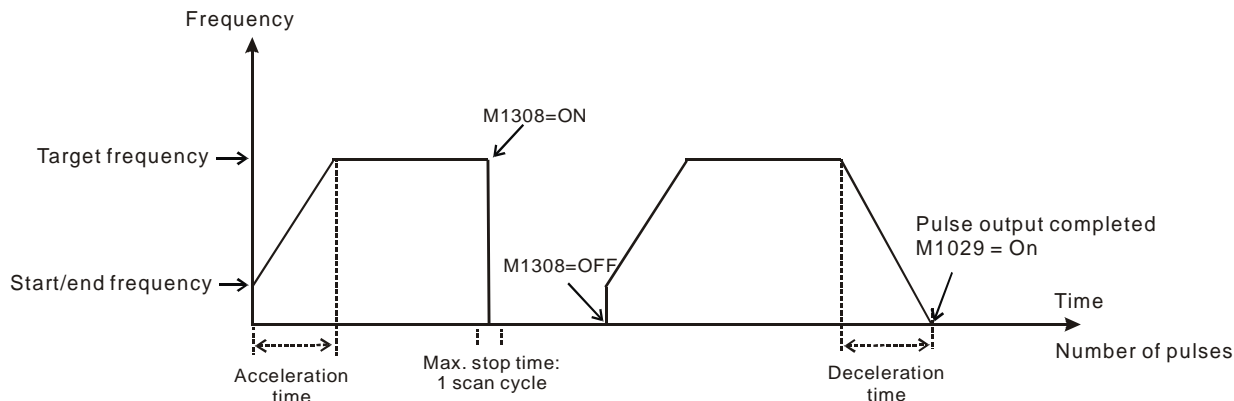 Frequency
M1308=ON
Target frequency
Pulse output completed
M1029 = On
M1308=OFF
Start/end frequency
Time
Number of pulses
Max. stop time:
1 scan cycle
Acceleration
time
Deceleration
time